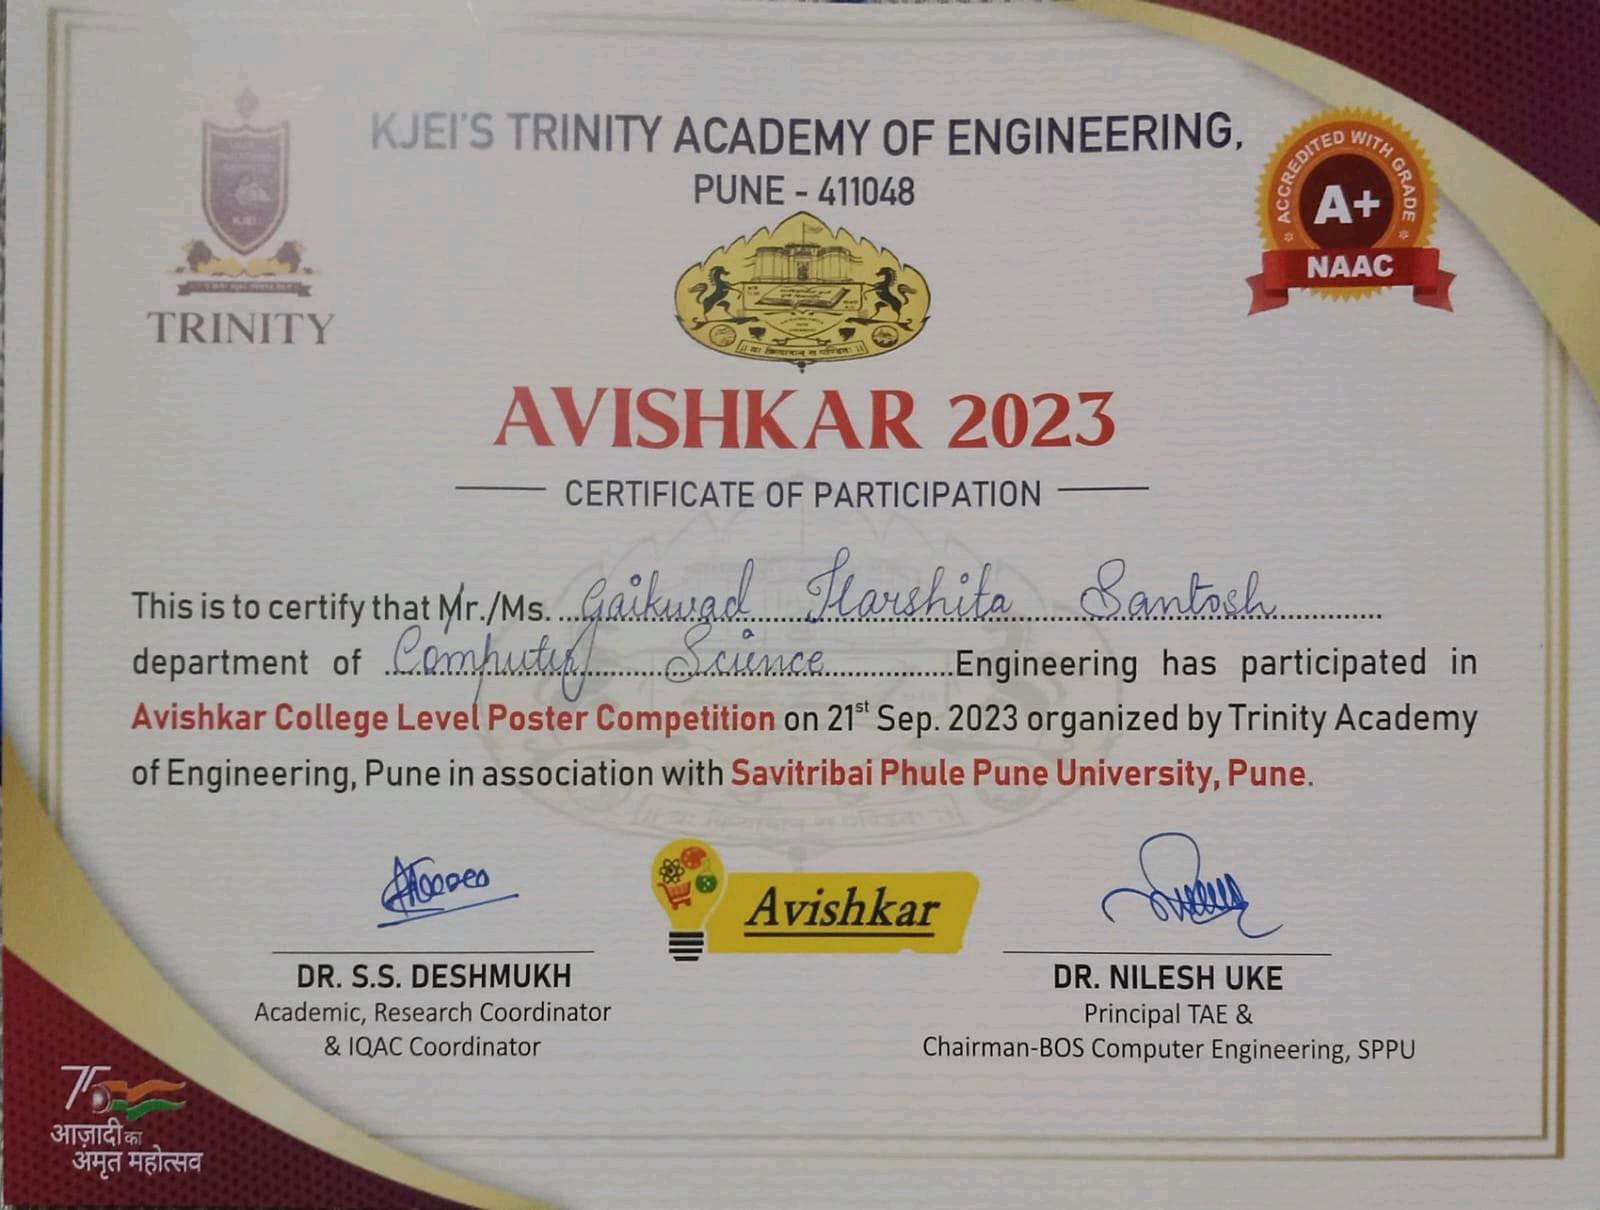 KJEI'S TRINITY ACADEMY OF ENGINEERING,
PUNE - 411048
KJEI
TRINITY
ACCREDITED WITH GRADE
A+
NAAC
|| यः क्रियावान् स पण्डितः ||
AVISHKAR 2023
CERTIFICATE OF PARTICIPATION
This is to certify that Mr./Ms. Gaikwad Harshita Santosh
department of Computer Science Engineering has participated in
Avishkar College Level Poster Competition on 21st Sep. 2023 organized by Trinity Academy
of Engineering, Pune in association with Savitribai Phule Pune University, Pune.
Avishkar
DR. S.S. DESHMUKH
Academic, Research Coordinator
& IQAC Coordinator
DR. NILESH UKE
Principal TAE &
Chairman-BOS Computer Engineering, SPPU
75
आज़ादी का
अमृत महोत्सव